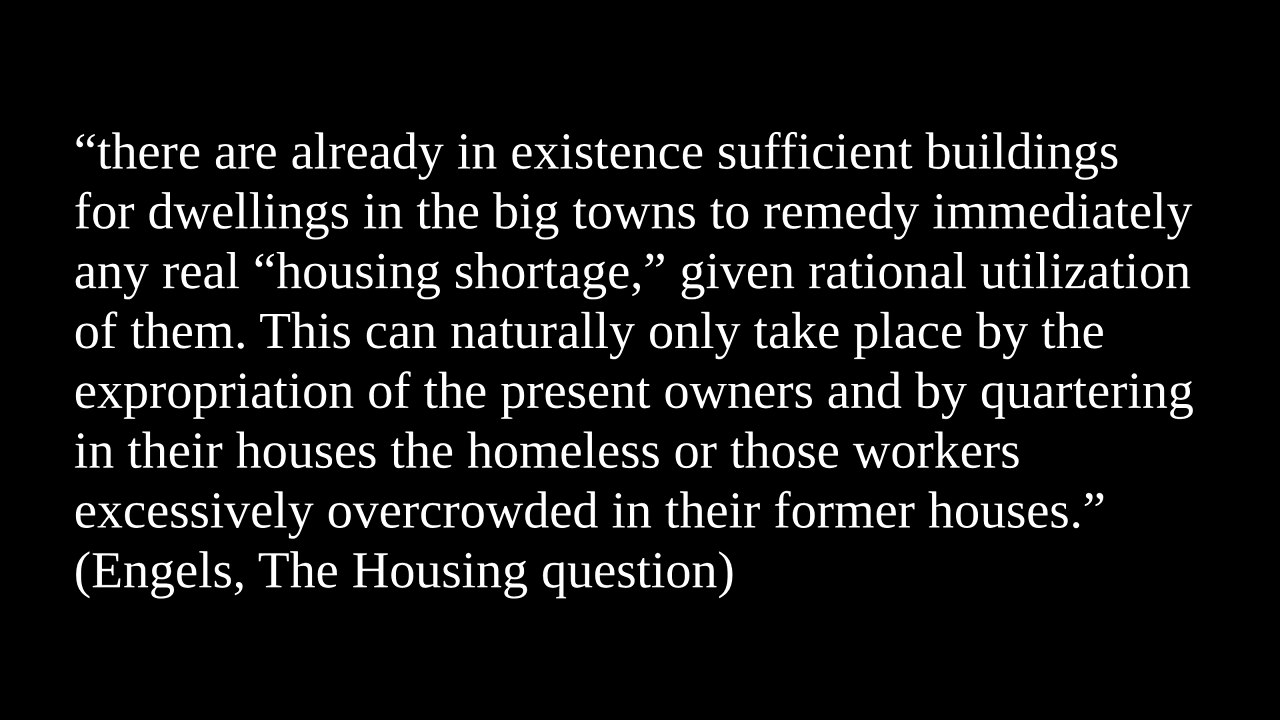 “there are already in existence sufficient buildings
for dwellings in the big towns to remedy immediately
any real “housing shortage,” given rational utilization
of them. This can naturally only take place by the
expropriation of the present owners and by quartering
in their houses the homeless or those workers
excessively overcrowded in their former houses.”
(Engels, The Housing question)